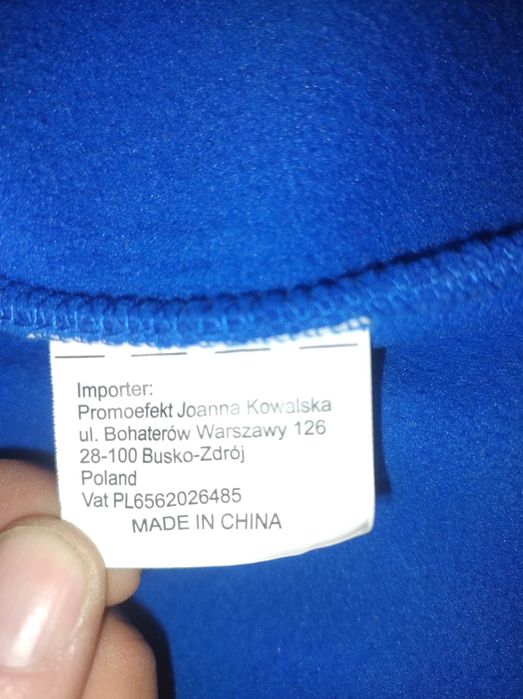 Importer:
Promoefekt Joanna Kowalska
ul. Bohaterów Warszawy 126
28-100 Busko-Zdrój
Poland
Vat PL6562026485
MADE IN CHINA